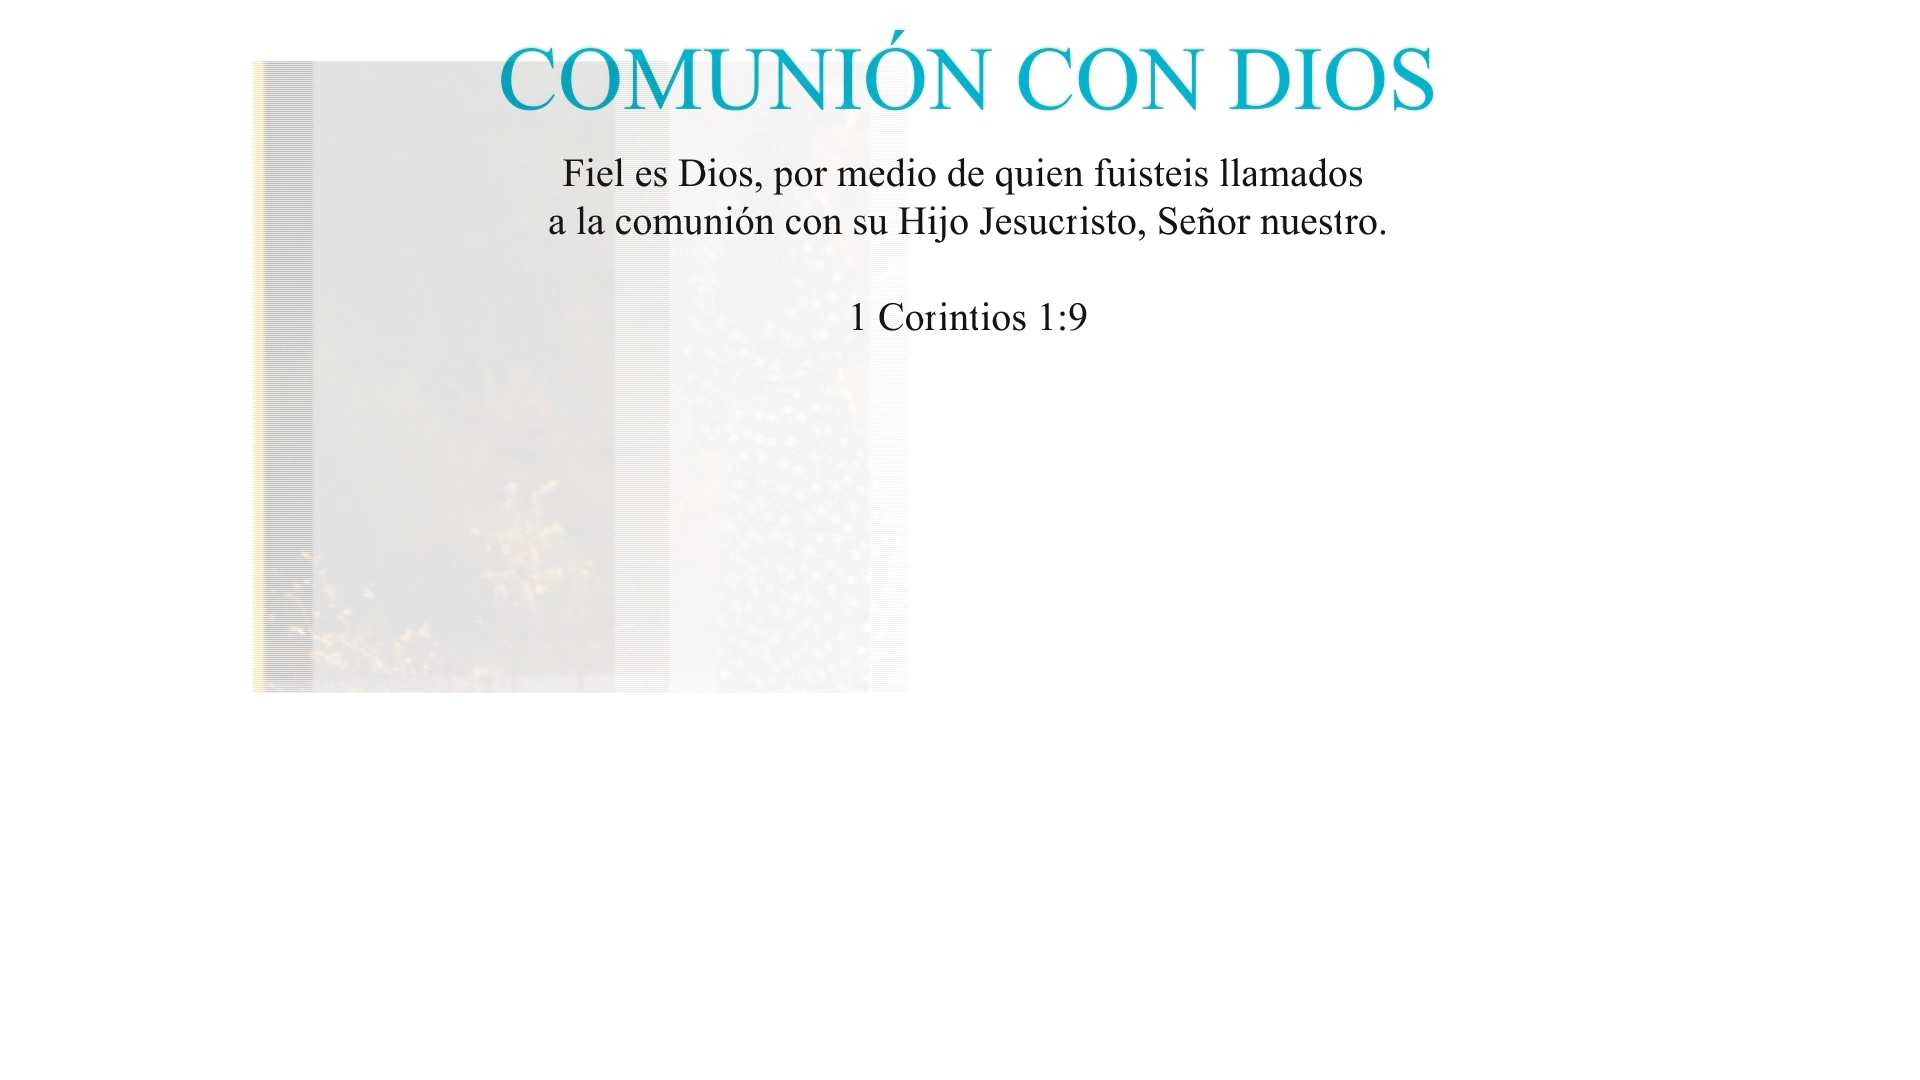 COMUNIÓN CON DIOS
Fiel es Dios, por medio de quien fuisteis llamados
a la comunión con su Hijo Jesucristo, Señor nuestro.
1 Corintios 1:9